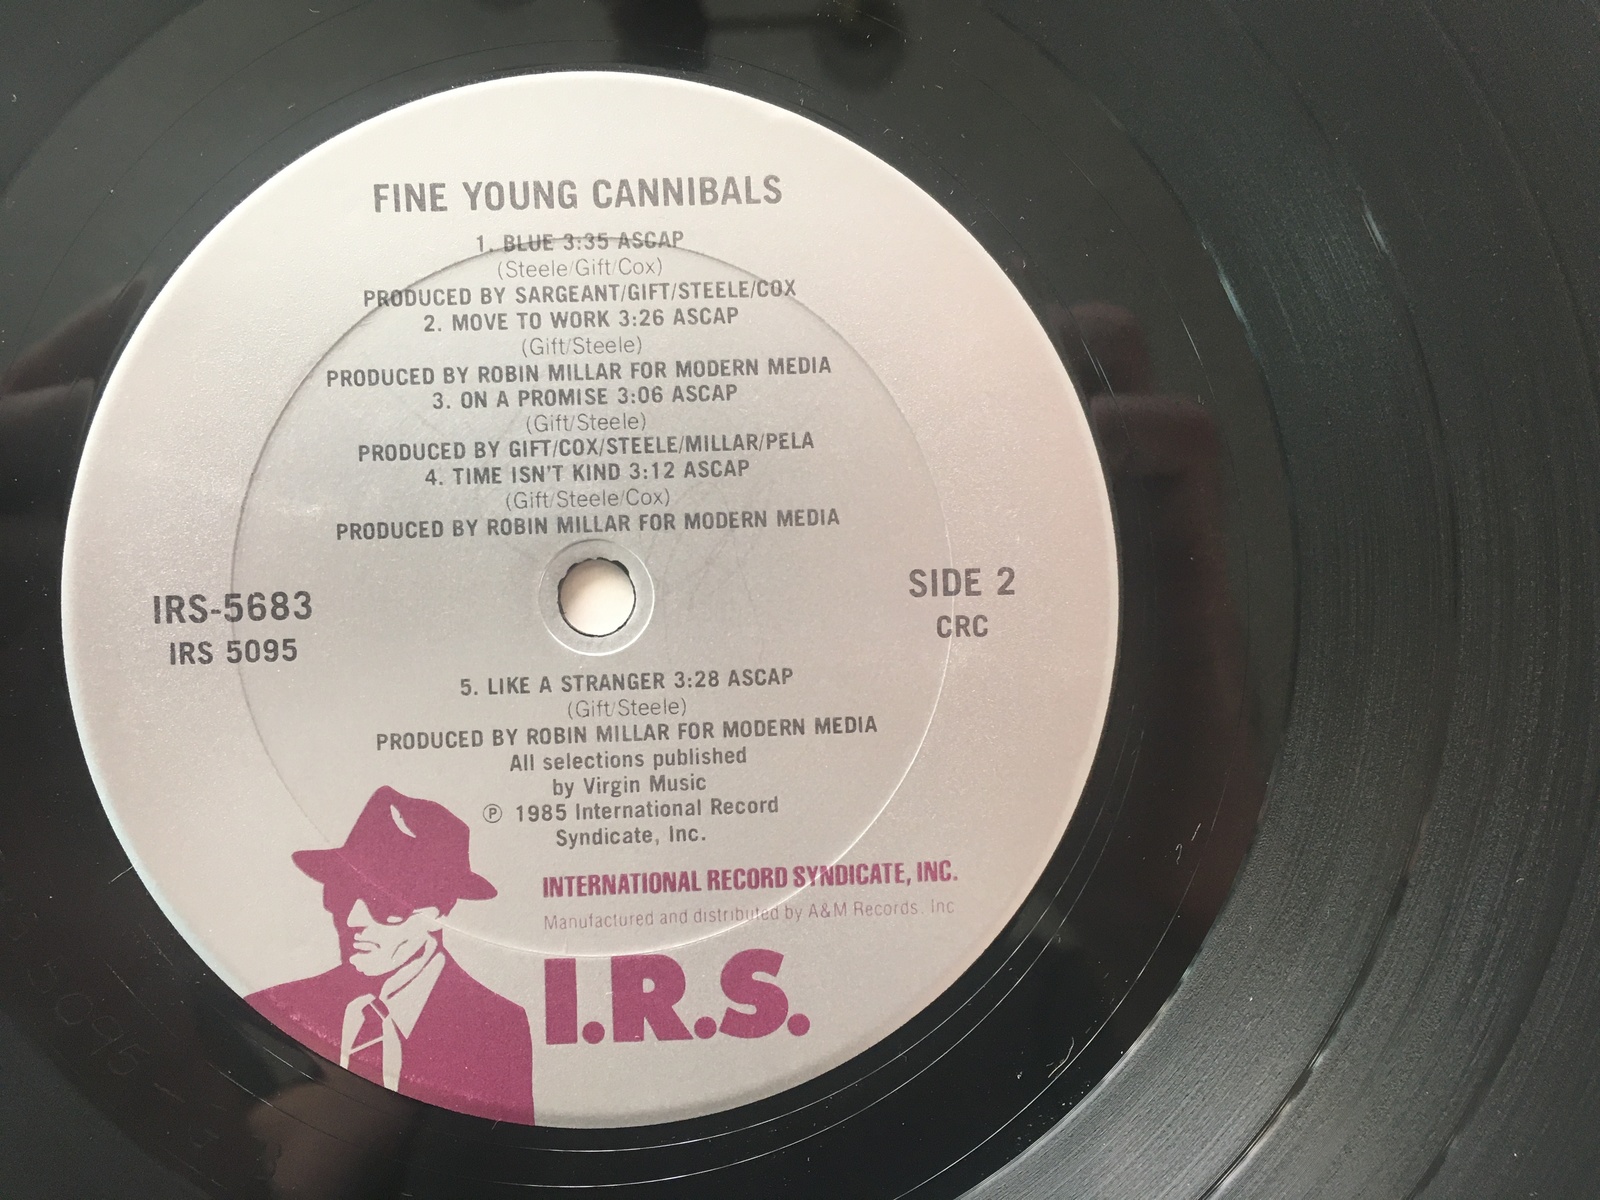 FINE YOUNG CANNIBALS
1. BLUE 3:35 ASCAP
(Steele/Gift/Cox)
PRODUCED BY SARGEANT/GIFT/STEELE/COX
2. MOVE TO WORK 3:26 ASCAP
(Gift/Steele)
PRODUCED BY ROBIN MILLAR FOR MODERN MEDIA
3. ON A PROMISE 3:06 ASCAP
(Gift/Steele)
PRODUCED BY GIFT/COX/STEELE/MILLAR/PELA
4. TIME ISN'T KIND 3:12 ASCAP
(Gift/Steele/Cox)
PRODUCED BY ROBIN MILLAR FOR MODERN MEDIA
IRS-5683
IRS 5095
SIDE 2
CRC
5. LIKE A STRANGER 3:28 ASCAP
(Gift/Steele)
PRODUCED BY ROBIN MILLAR FOR MODERN MEDIA
All selections published
by Virgin Music
Ⓟ 1985 International Record
Syndicate, Inc.
INTERNATIONAL RECORD SYNDICATE, INC.
Manufactured and distributed by A&M Records. Inc
I.R.S.